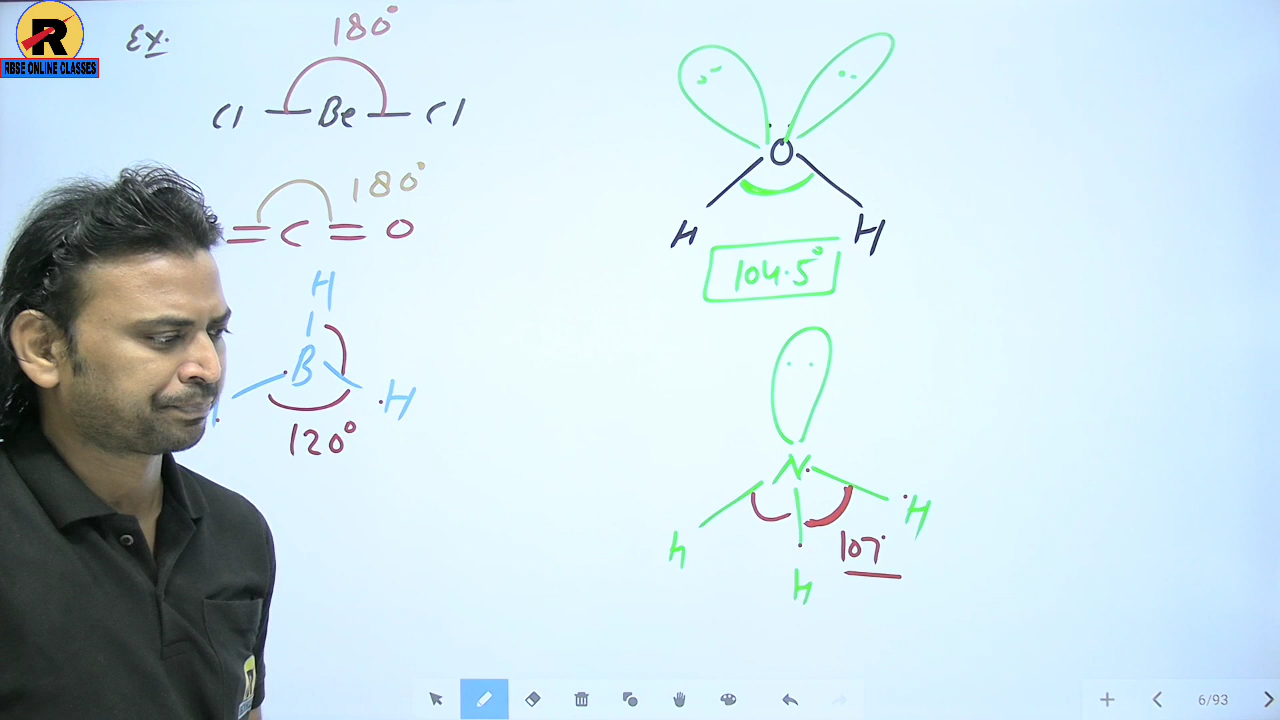 R
RBSE ONLINE CLASSES
Ex.
180°
Cl — Be — Cl
180°
= C = O
H
B
H
120°
O
H H
104.5°
N
h H
H
107°
6/93